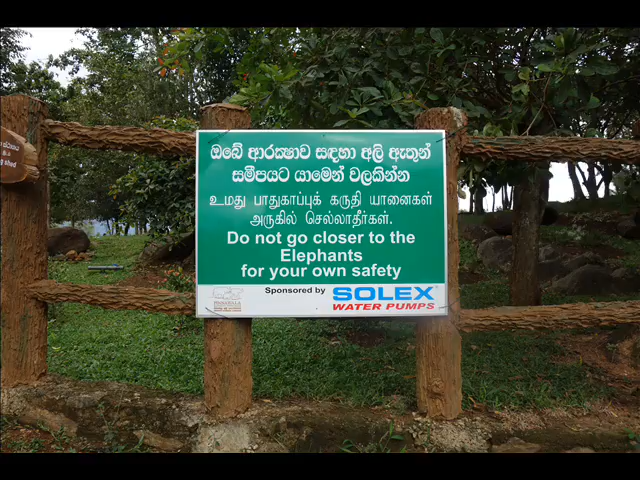 ඔබේ ආරක්‍ෂාව සඳහා අලි ඇතුන්
සමීපයට යාමෙන් වලකින්න
உமது பாதுகாப்புக் கருதி யானைகள்
அருகில் செல்லாதீர்கள்.
Do not go closer to the
Elephants
for your own safety
Sponsored by SOLEX
WATER PUMPS